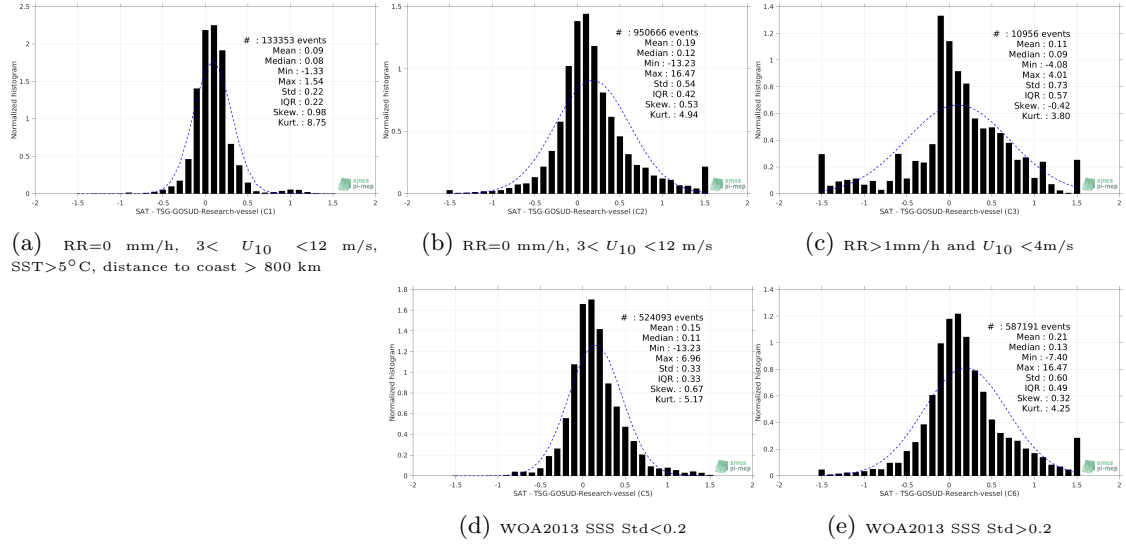 # : 133353 events
Mean : 0.09
Median : 0.08
Min : -1.33
Max : 1.54
Std : 0.22
IQR : 0.22
Skew. : 0.98
Kurt. : 8.75
Normalized histogram
2.5
2
1.5
1
0.5
0
-2 -1.5 -1 -0.5 0 0.5 1 1.5 2
SAT - TSG-GOSUD-Research-vessel (C1)
smos
pi-mep
(a) RR=0 mm/h, 3< U10 <12 m/s,
SST>5°C, distance to coast > 800 km
# : 950666 events
Mean : 0.19
Median : 0.12
Min : -13.23
Max : 16.47
Std : 0.54
IQR : 0.42
Skew. : 0.53
Kurt. : 4.94
Normalized histogram
1.5
1
0.5
0
-2 -1.5 -1 -0.5 0 0.5 1 1.5 2
SAT - TSG-GOSUD-Research-vessel (C2)
smos
pi-mep
(b) RR=0 mm/h, 3< U10 <12 m/s
# : 10956 events
Mean : 0.11
Median : 0.09
Min : -4.08
Max : 4.01
Std : 0.73
IQR : 0.57
Skew. : -0.42
Kurt. : 3.80
Normalized histogram
1.4
1.2
1
0.8
0.6
0.4
0.2
0
-2 -1.5 -1 -0.5 0 0.5 1 1.5 2
SAT - TSG-GOSUD-Research-vessel (C3)
smos
pi-mep
(c) RR>1mm/h and U10 <4m/s
# : 524093 events
Mean : 0.15
Median : 0.11
Min : -13.23
Max : 6.96
Std : 0.33
IQR : 0.33
Skew. : 0.67
Kurt. : 5.17
Normalized histogram
1.8
1.6
1.4
1.2
1
0.8
0.6
0.4
0.2
0
-2 -1.5 -1 -0.5 0 0.5 1 1.5 2
SAT - TSG-GOSUD-Research-vessel (C5)
smos
pi-mep
(d) WOA2013 SSS Std<0.2
# : 587191 events
Mean : 0.21
Median : 0.13
Min : -7.40
Max : 16.47
Std : 0.60
IQR : 0.49
Skew. : 0.32
Kurt. : 4.25
Normalized histogram
1.4
1.2
1
0.8
0.6
0.4
0.2
0
-2 -1.5 -1 -0.5 0 0.5 1 1.5 2
SAT - TSG-GOSUD-Research-vessel (C6)
smos
pi-mep
(e) WOA2013 SSS Std>0.2